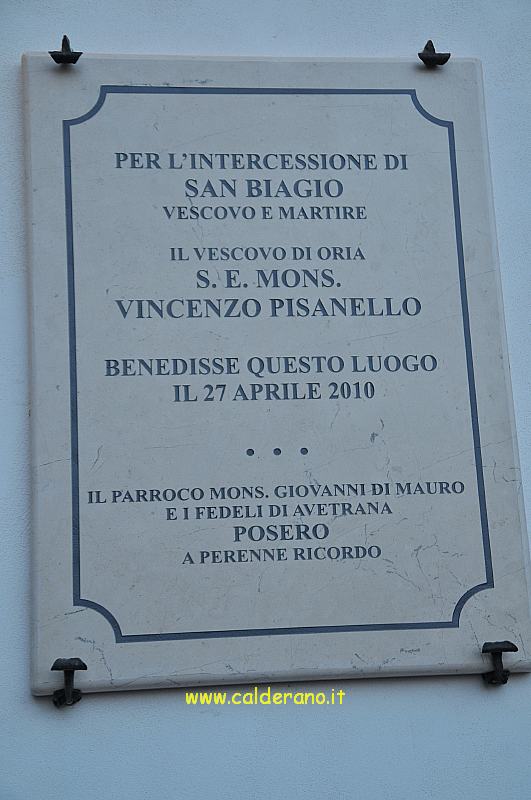 PER L'INTERCESSIONE DI
SAN BIAGIO
VESCOVO E MARTIRE
IL VESCOVO DI ORIA
S. E. MONS.
VINCENZO PISANELLO
BENEDISSE QUESTO LUOGO
IL 27 APRILE 2010
• • •
IL PARROCO MONS. GIOVANNI DI MAURO
E I FEDELI DI AVETRANA
POSERO
A PERENNE RICORDO
www.calderano.it